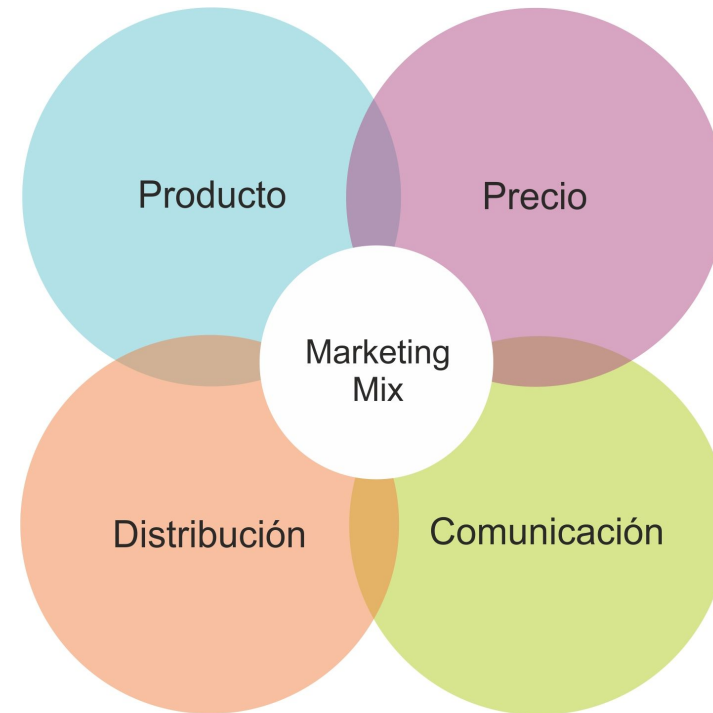 Producto
Precio
Marketing
Mix
Distribución
Comunicación